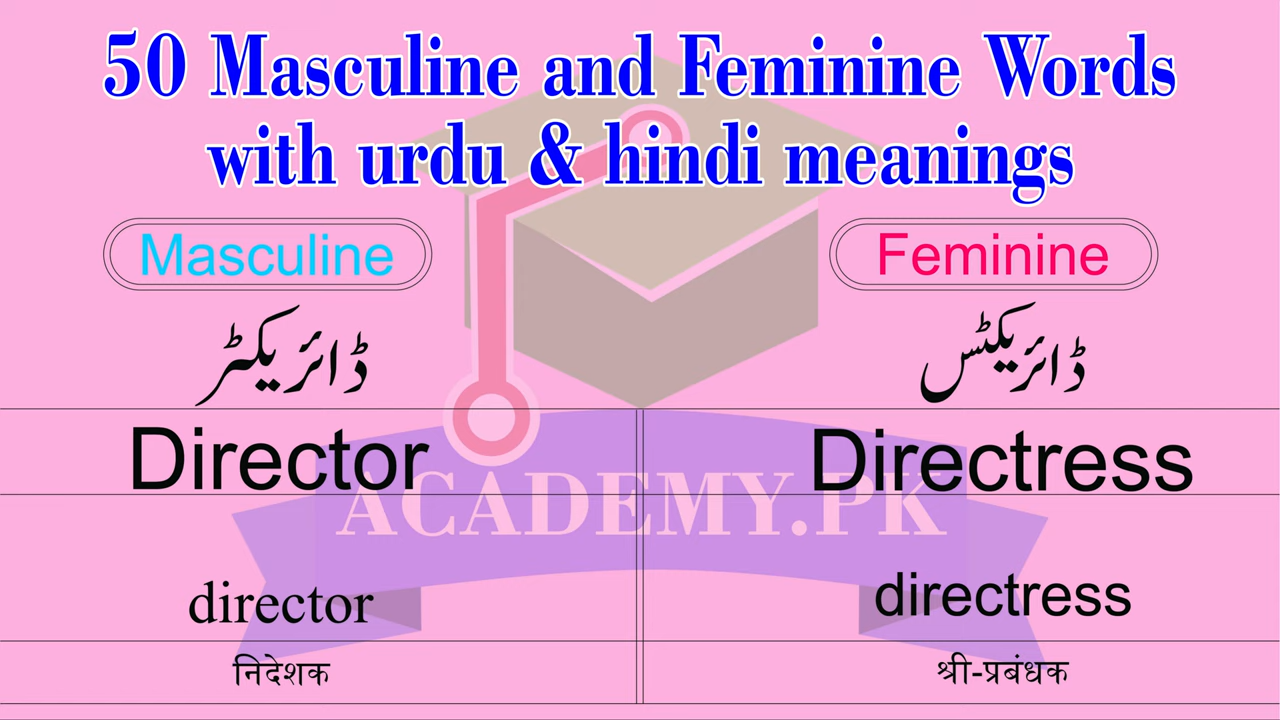 50 Masculine and Feminine Words
with urdu & hindi meanings
Masculine
Feminine
ڈائریکٹر
ڈائریکٹس
Director
Directress
ACADEMY.PK
director
directress
निदेशक
श्री-प्रबंधक